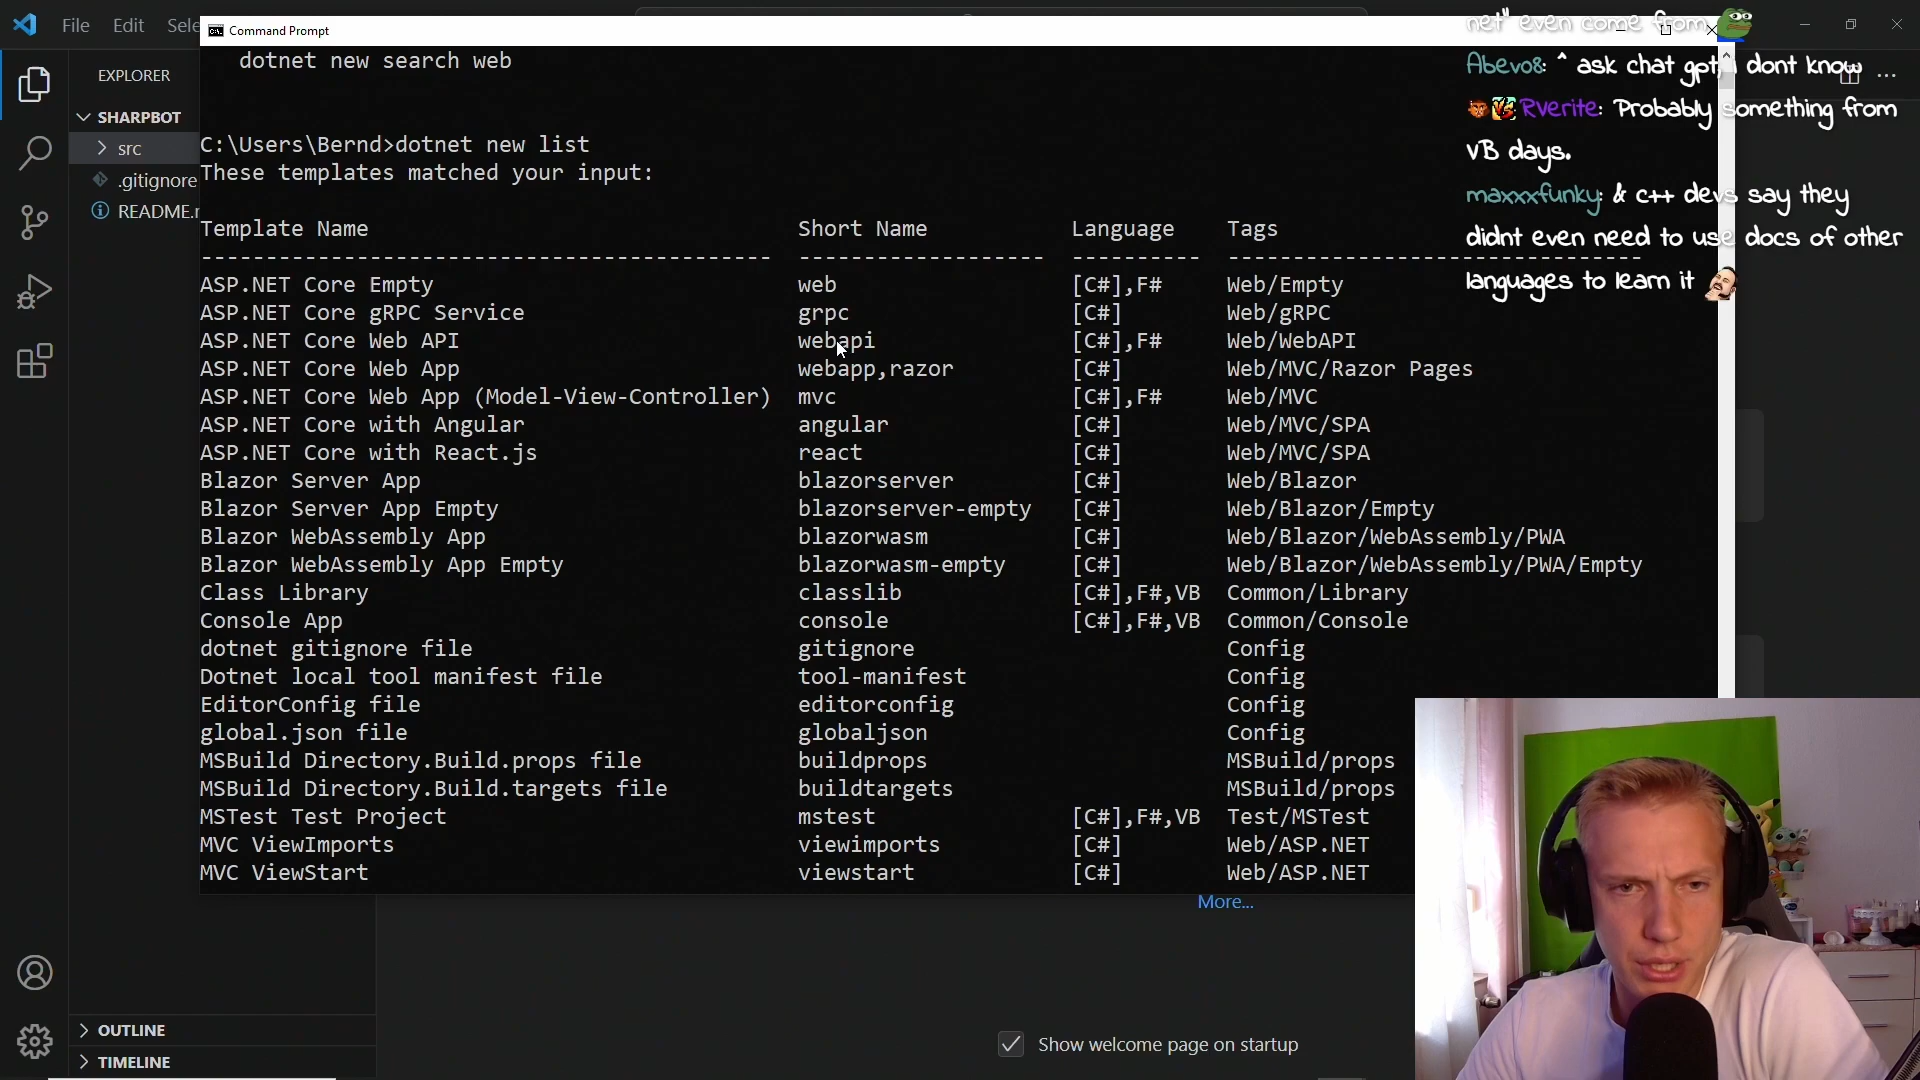 File Edit Sele
Command Prompt
EXPLORER
SHARPBOT
src
.gitignore
README.m
OUTLINE
TIMELINE
dotnet new search web
C:\Users\Bernd>dotnet new list
These templates matched your input:
Template Name Short Name Language Tags
----------------------------------------- ------------------- ---------- --------------------------------
ASP.NET Core Empty web [C#],F# Web/Empty
ASP.NET Core gRPC Service grpc [C#] Web/gRPC
ASP.NET Core Web API webapi [C#],F# Web/WebAPI
ASP.NET Core Web App webapp,razor [C#] Web/MVC/Razor Pages
ASP.NET Core Web App (Model-View-Controller) mvc [C#],F# Web/MVC
ASP.NET Core with Angular angular [C#] Web/MVC/SPA
ASP.NET Core with React.js react [C#] Web/MVC/SPA
Blazor Server App blazorserver [C#] Web/Blazor
Blazor Server App Empty blazorserver-empty [C#] Web/Blazor/Empty
Blazor WebAssembly App blazorwasm [C#] Web/Blazor/WebAssembly/PWA
Blazor WebAssembly App Empty blazorwasm-empty [C#] Web/Blazor/WebAssembly/PWA/Empty
Class Library classlib [C#],F#,VB Common/Library
Console App console [C#],F#,VB Common/Console
dotnet gitignore file gitignore Config
Dotnet local tool manifest file tool-manifest Config
EditorConfig file editorconfig Config
global.json file globaljson Config
MSBuild Directory.Build.props file buildprops MSBuild/props
MSBuild Directory.Build.targets file buildtargets MSBuild/props
MSTest Test Project mstest [C#],F#,VB Test/MSTest
MVC ViewImports viewimports [C#] Web/ASP.NET
MVC ViewStart viewstart [C#] Web/ASP.NET
More...
Show welcome page on startup
net" even come from
Abevo8: ^ ask chat gpt, i dont know
Rverite: Probably something from
VB days.
maxxxfunky: & c++ devs say they
didnt even need to use docs of other
languages to learn it